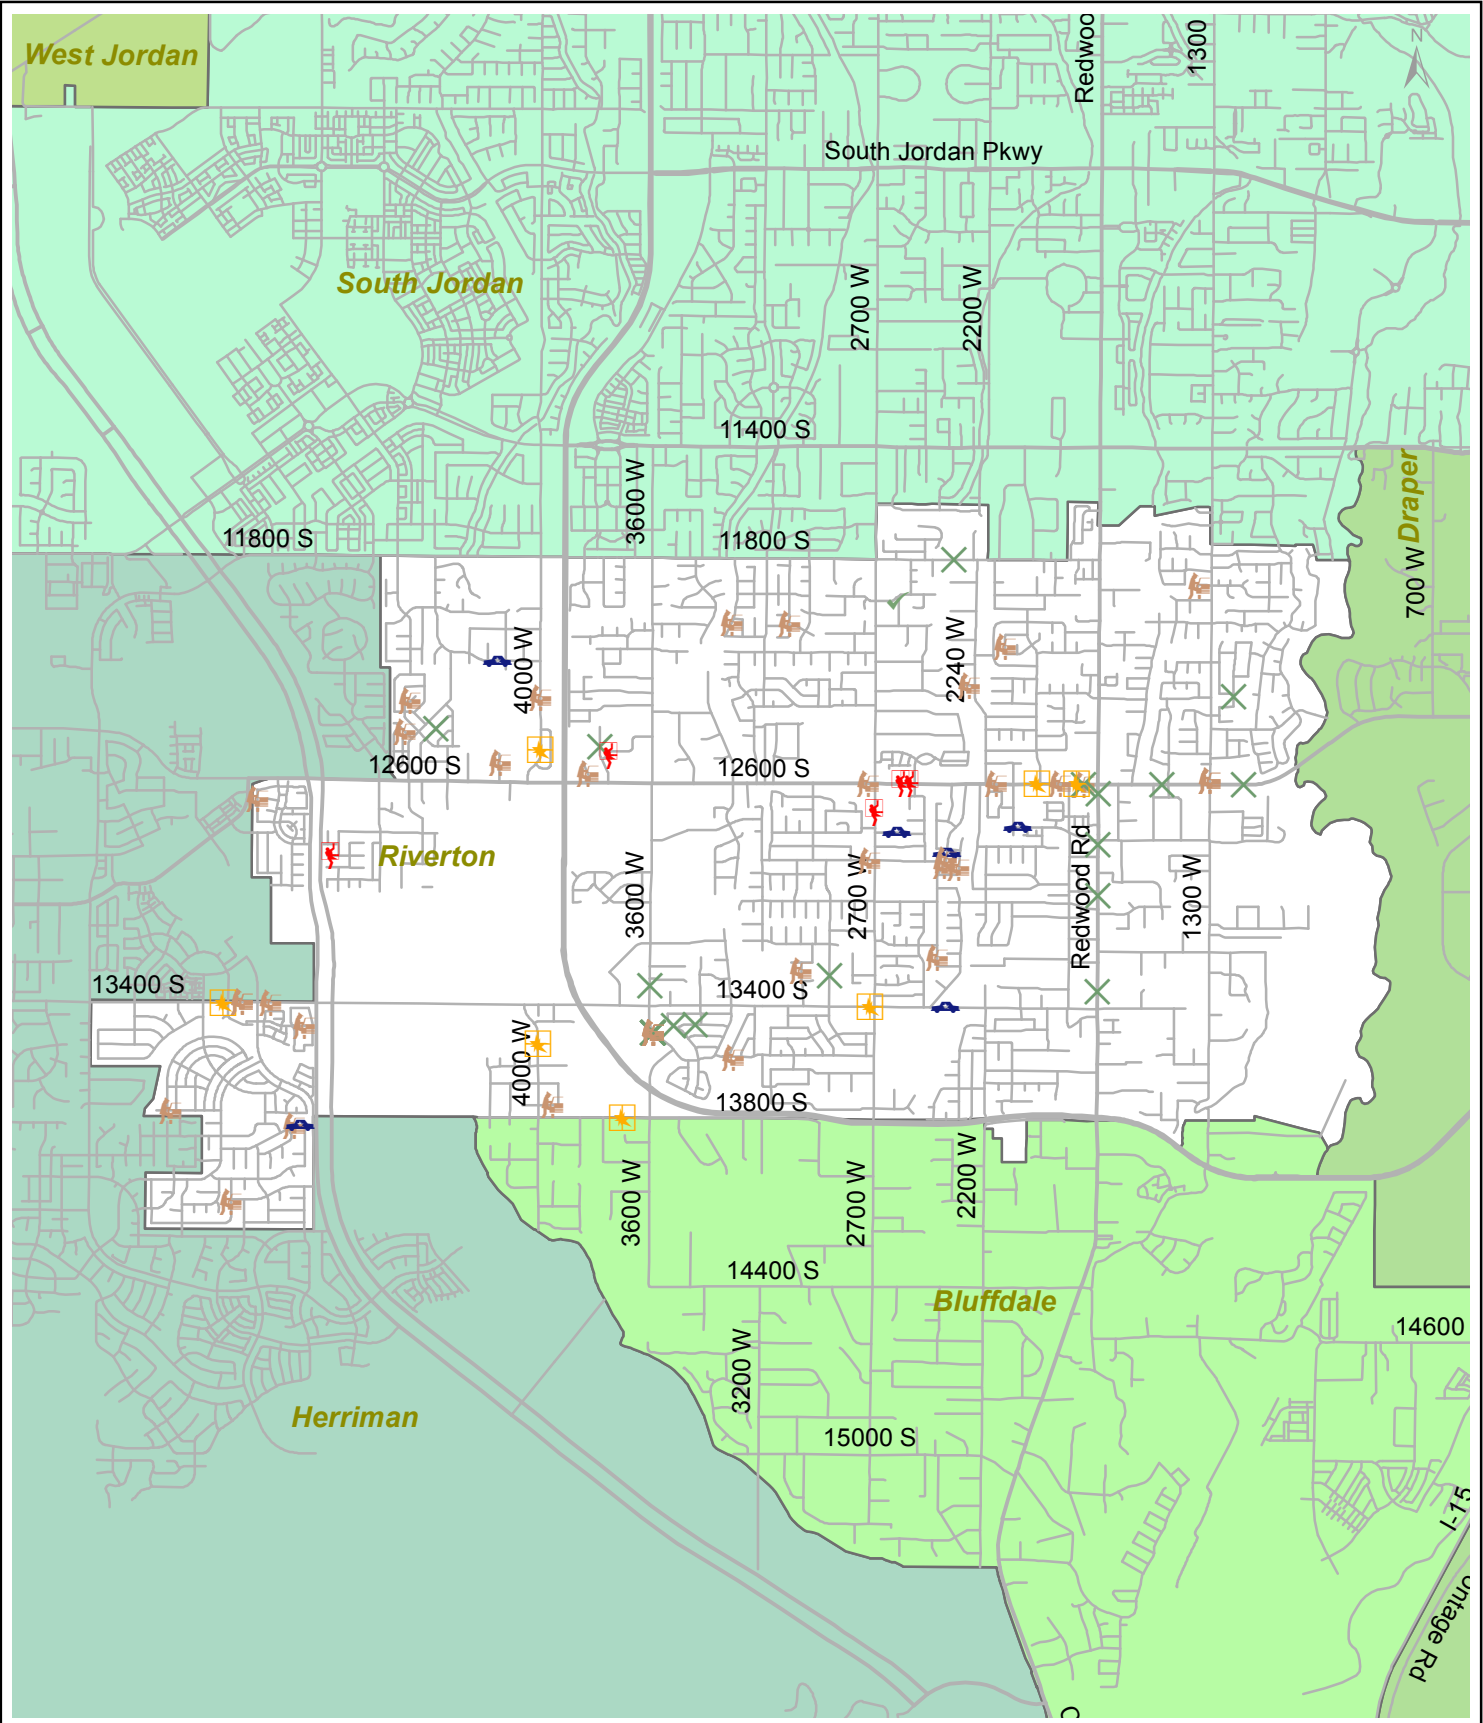 West Jordan
Redwoo
1300
N
South Jordan Pkwy
South Jordan
2700 W
2200 W
11400 S
3600 W
Draper
11800 S
11800 S
700 W
4000 W
2240 W
12600 S
12600 S
Riverton
3600 W
2700 W
Redwood Rd
1300 W
13400 S
13400 S
4000 W
13800 S
3600 W
2700 W
2200 W
14400 S
Bluffdale
14600
3200 W
Herriman
15000 S
I-15
ontage Rd